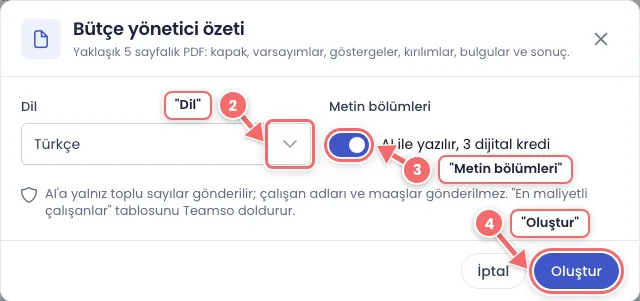 Bütçe yönetici özeti
Yaklaşık 5 sayfalık PDF: kapak, varsayımlar, göstergeler, kırılımlar, bulgular ve sonuç.
Dil
"Dil"
2
Metin bölümleri
Türkçe
AI ile yazılır, 3 dijital kredi
3
"Metin bölümleri"
AI'a yalnız toplu sayılar gönderilir; çalışan adları ve maaşlar gönderilmez. "En maliyetli
çalışanlar" tablosunu Teamso doldurur.
4
"Oluştur"
İptal
Oluştur